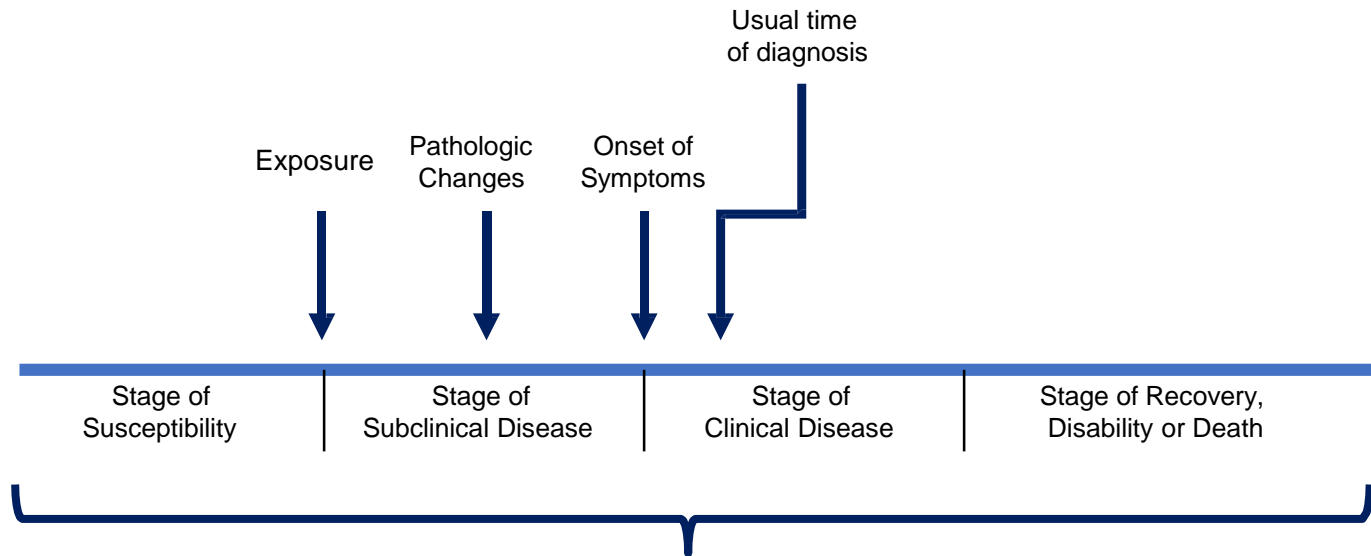 Usual time
of diagnosis
Exposure
Pathologic
Changes
Onset of
Symptoms
Stage of
Susceptibility
Stage of
Subclinical Disease
Stage of
Clinical Disease
Stage of Recovery,
Disability or Death